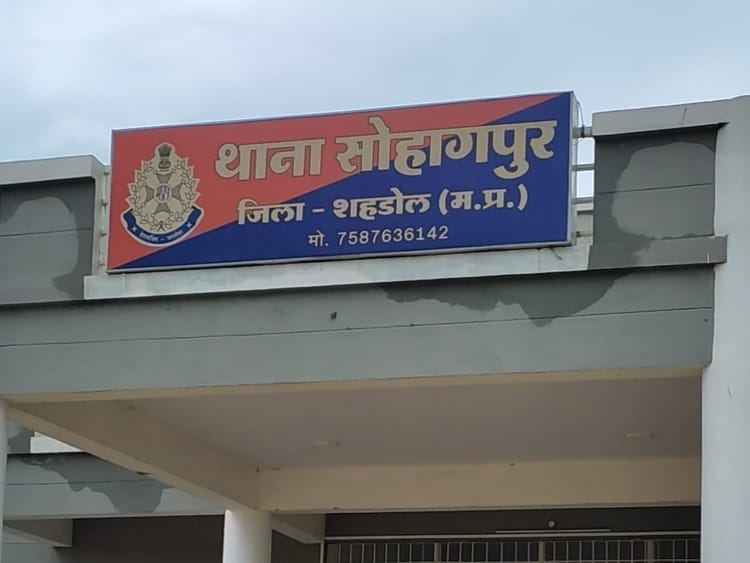 थाना सोहागपुर
जिला - शहडोल (म.प्र.)
मो. 7587636142